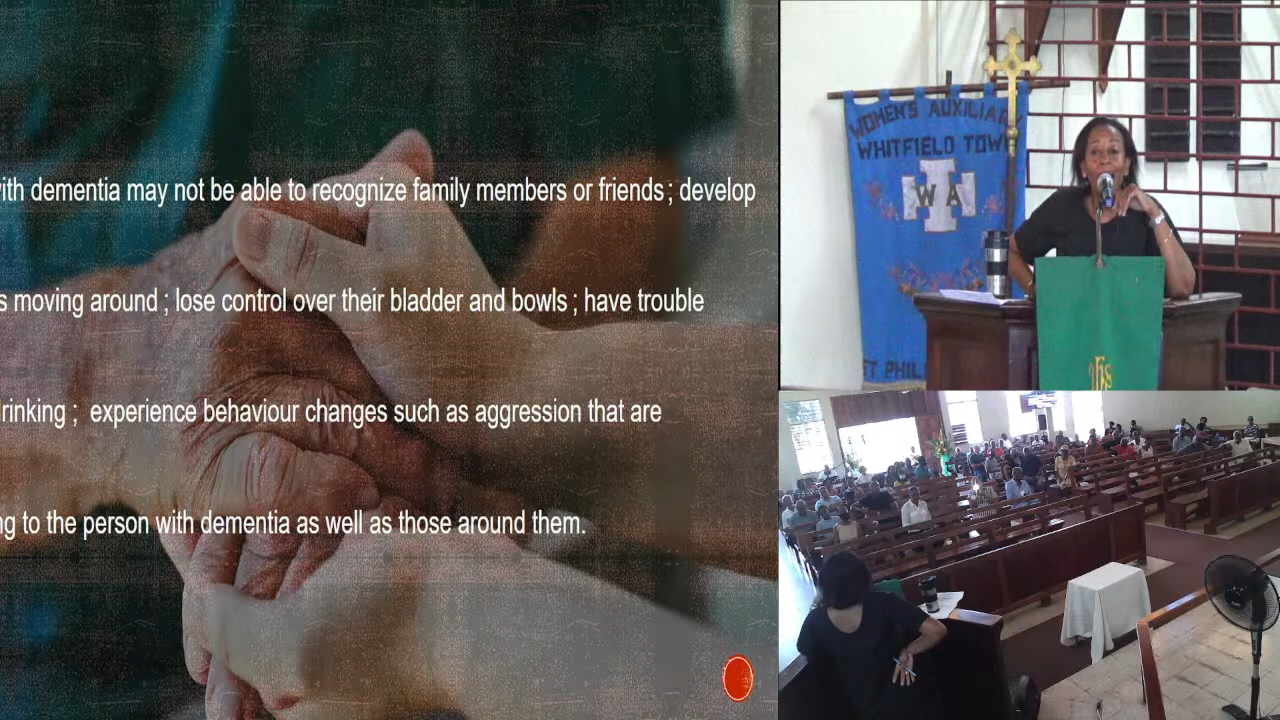 with dementia may not be able to recognize family members or friends ; develop
moving around ; lose control over their bladder and bowls ; have trouble
drinking ; experience behaviour changes such as aggression that are
to the person with dementia as well as those around them.
WOMEN'S AUXILIAR
WHITFIELD TOW
W A
ST PHIL
ihs